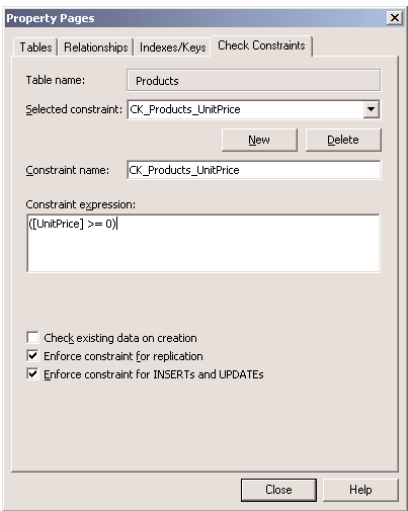 Property Pages
Tables Relationships Indexes/Keys Check Constraints
Table name: Products
Selected constraint: CK_Products_UnitPrice
New Delete
Constraint name: CK_Products_UnitPrice
Constraint expression:
([UnitPrice] >= 0)
Check existing data on creation
Enforce constraint for replication
Enforce constraint for INSERTs and UPDATEs
Close Help